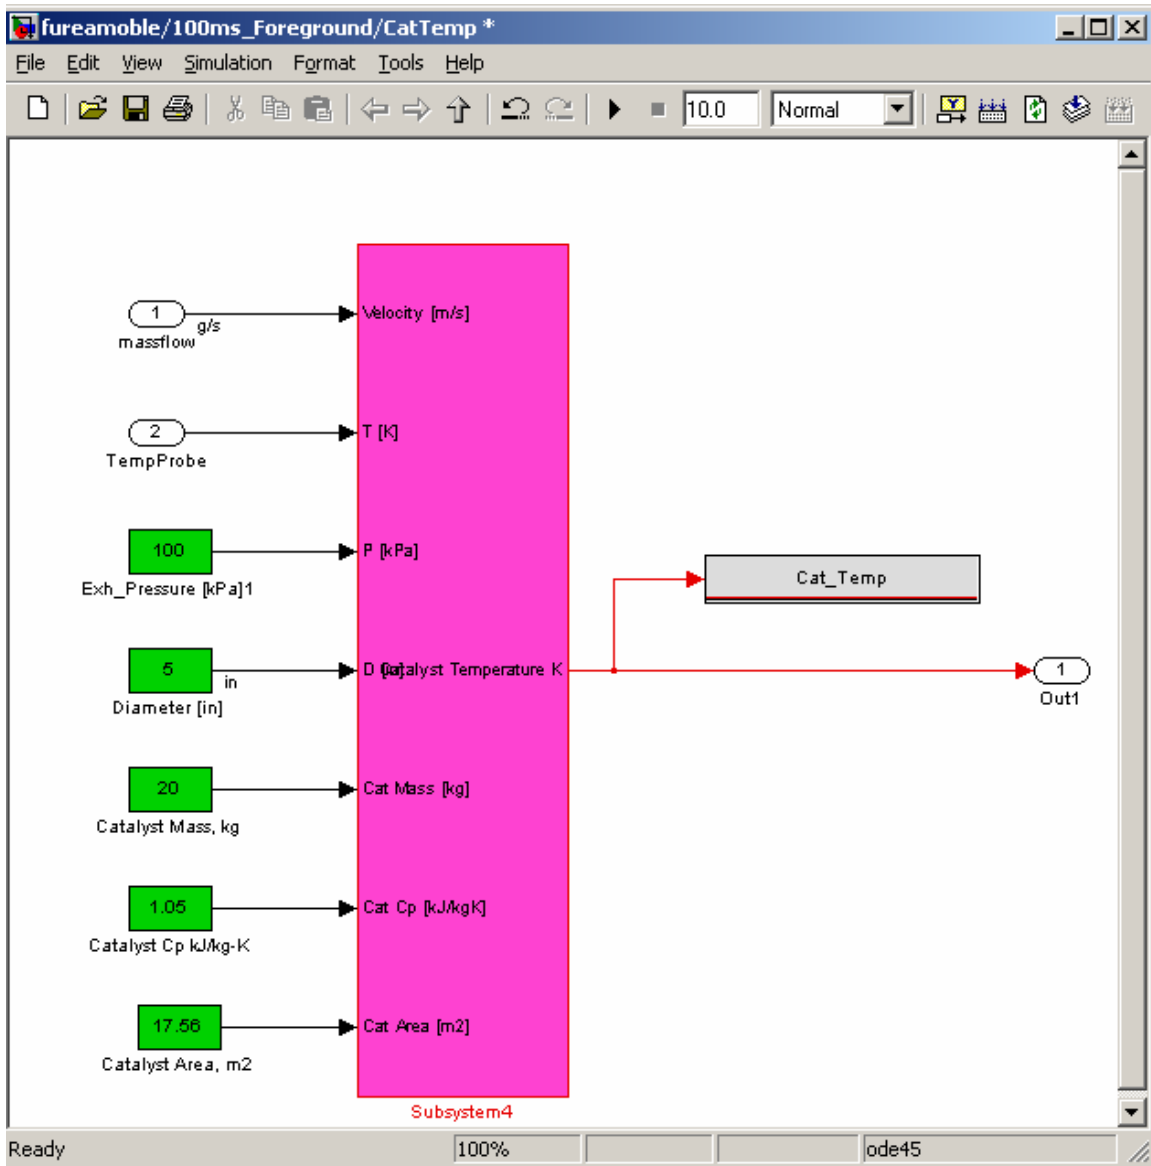 fureamoble/100ms_Foreground/CatTemp *
File Edit View Simulation Format Tools Help
10.0 Normal
1
g/s
massflow
Velocity [m/s]
2
TempProbe
T [K]
100
Exh_Pressure [kPa]1
P [kPa]
Cat_Temp
5
in
Diameter [in]
D [in]
Catalyst Temperature K
1
Out1
20
Catalyst Mass, kg
Cat Mass [kg]
1.05
Catalyst Cp kJ/kg-K
Cat Cp [kJ/kgK]
17.56
Catalyst Area, m2
Cat Area [m2]
Subsystem4
Ready 100% ode45